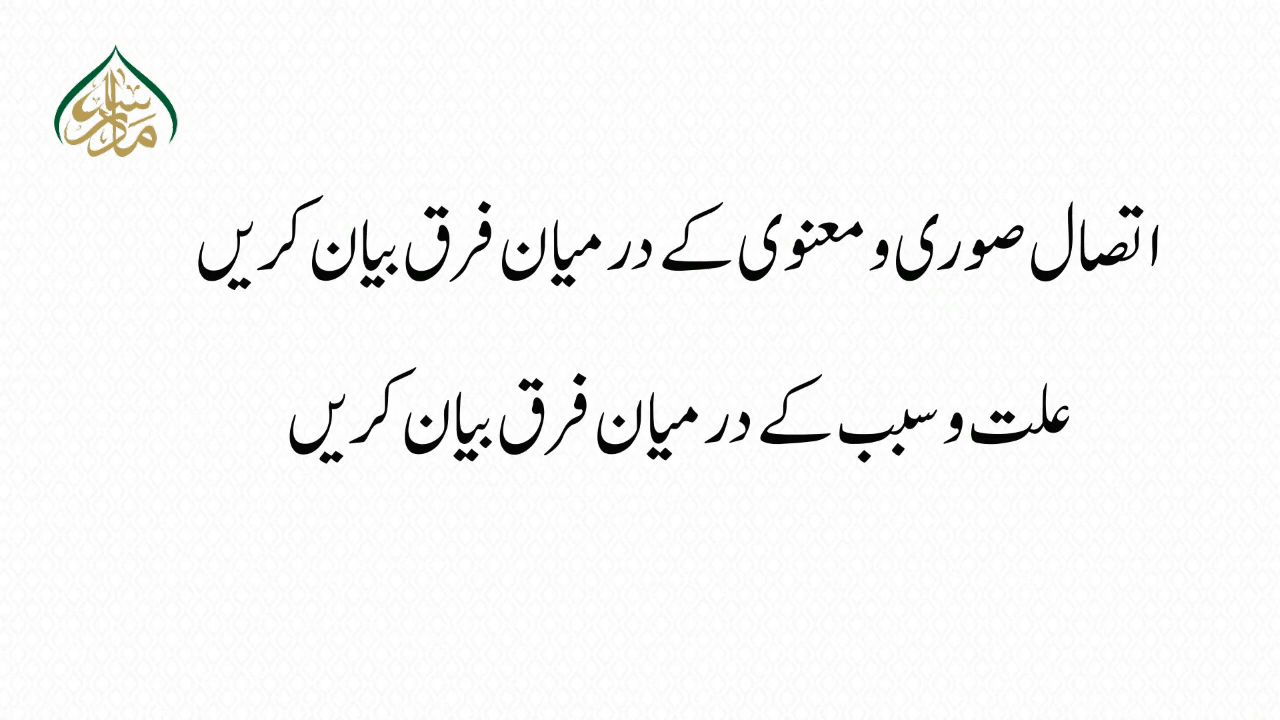 اتصال صوری و معنوی کے درمیان فرق بیان کریں
علت و سبب کے درمیان فرق بیان کریں